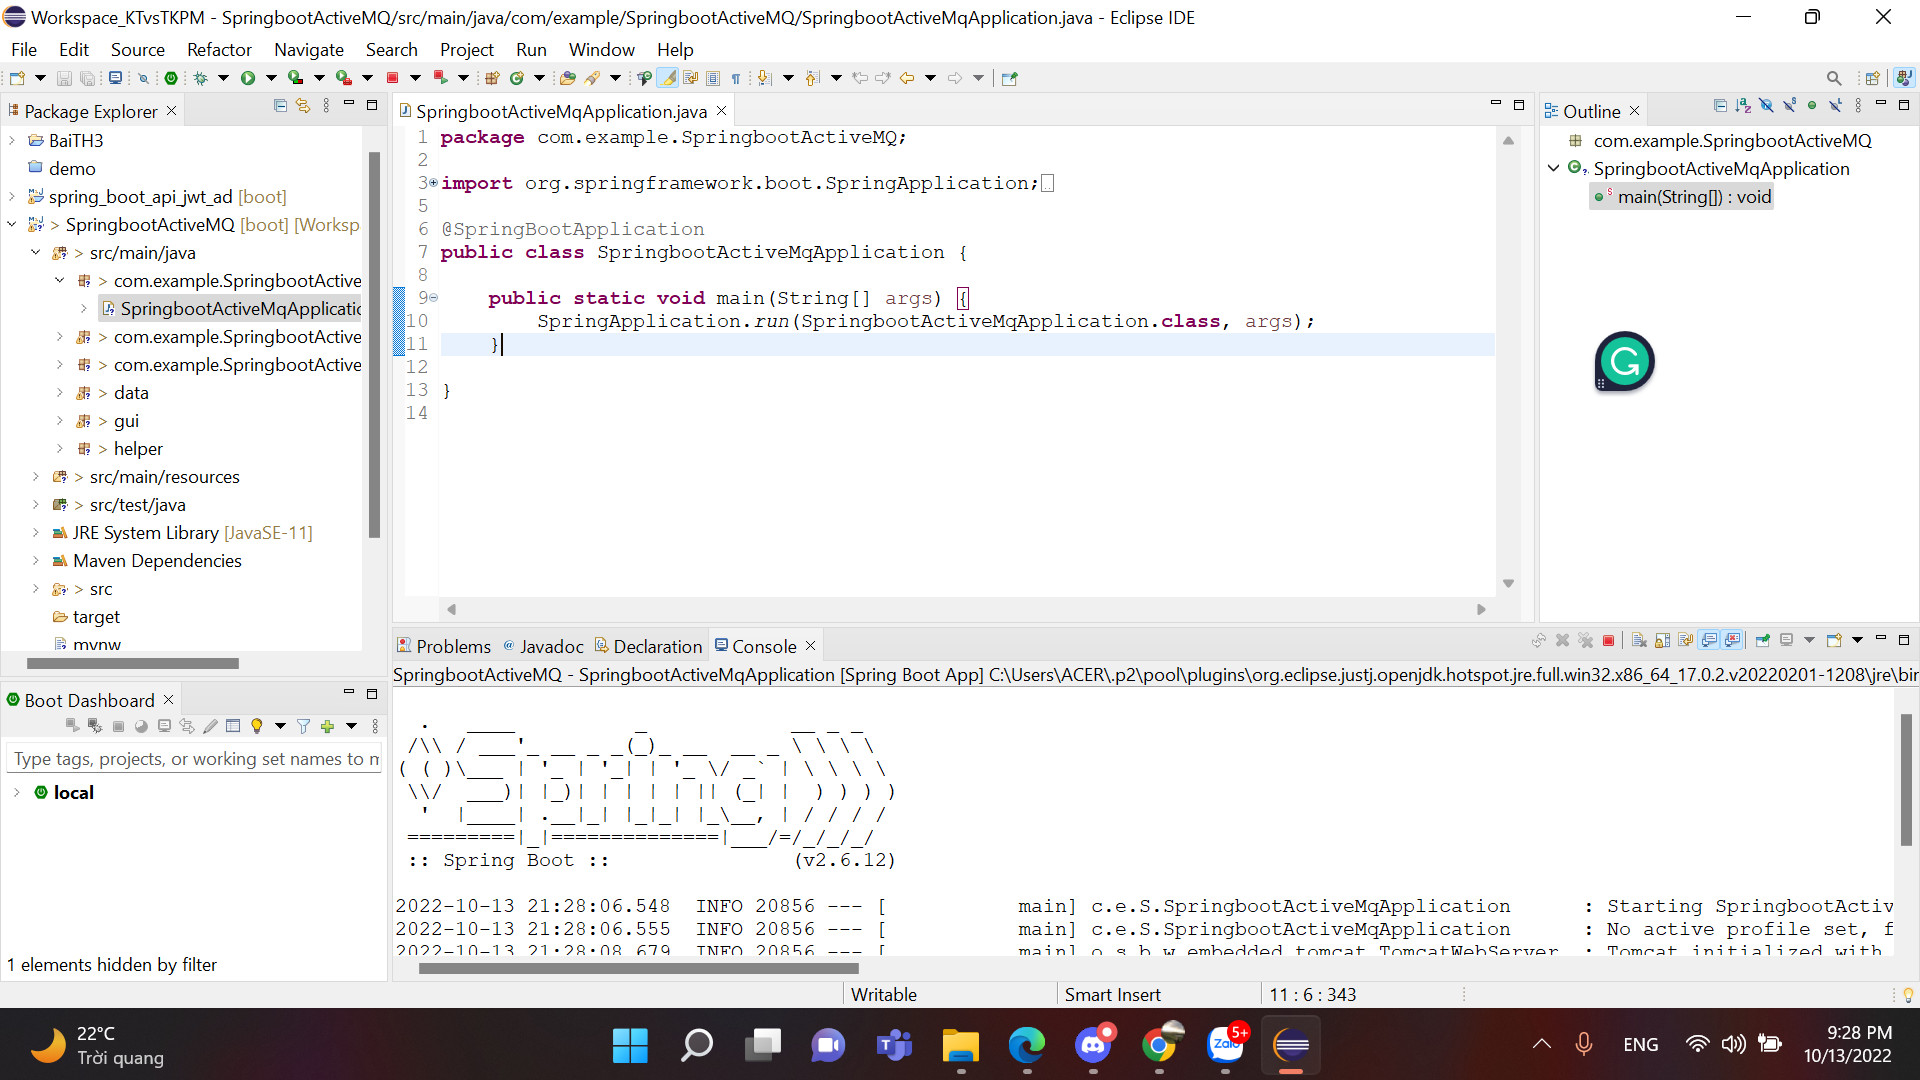 Workspace_KTvsTKPM - SpringbootActiveMQ/src/main/java/com/example/SpringbootActiveMQ/SpringbootActiveMqApplication.java - Eclipse IDE
File Edit Source Refactor Navigate Search Project Run Window Help
Package Explorer
BaiTH3
demo
spring_boot_api_jwt_ad [boot]
> SpringbootActiveMQ [boot] [Worksp
> src/main/java
> com.example.SpringbootActive
SpringbootActiveMqApplicatio
> com.example.SpringbootActive
> com.example.SpringbootActive
> data
> gui
> helper
> src/main/resources
> src/test/java
JRE System Library [JavaSE-11]
Maven Dependencies
> src
target
mvnw
Boot Dashboard
Type tags, projects, or working set names to m
local
1 elements hidden by filter
SpringbootActiveMqApplication.java
1 package com.example.SpringbootActiveMQ;
2
3 import org.springframework.boot.SpringApplication;
5
6 @SpringBootApplication
7 public class SpringbootActiveMqApplication {
8
9 public static void main(String[] args) {
10 SpringApplication.run(SpringbootActiveMqApplication.class, args);
11 }
12
13 }
14
Outline
com.example.SpringbootActiveMQ
SpringbootActiveMqApplication
main(String[]) : void
Problems Javadoc Declaration Console
SpringbootActiveMQ - SpringbootActiveMqApplication [Spring Boot App] C:\Users\ACER\.p2\pool\plugins\org.eclipse.justj.openjdk.hotspot.jre.full.win32.x86_64_17.0.2.v20220201-1208\jre\bin
  .   ____          _            __ _ _
 /\\ / ___'_ __ _ _(_)_ __  __ _ \ \ \ \
( ( )\___ | '_ | '_| | '_ \/ _` | \ \ \ \
 \\/  ___)| |_)| | | | | || (_| |  ) ) ) )
  '  |____| .__|_| |_|_| |_\__, | / / / /
 =========|_|==============|___/=/_/_/_/
 :: Spring Boot ::               (v2.6.12)
2022-10-13 21:28:06.548 INFO 20856 --- [ main] c.e.S.SpringbootActiveMqApplication : Starting SpringbootActiv
2022-10-13 21:28:06.555 INFO 20856 --- [ main] c.e.S.SpringbootActiveMqApplication : No active profile set, f
2022-10-13 21:28:08.679 INFO 20856 --- [ main] o.s.b.w.embedded.tomcat.TomcatWebServer : Tomcat initialized with
Writable
Smart Insert
11 : 6 : 343
22°C
Trời quang
Zalo
5+
ENG
9:28 PM
10/13/2022